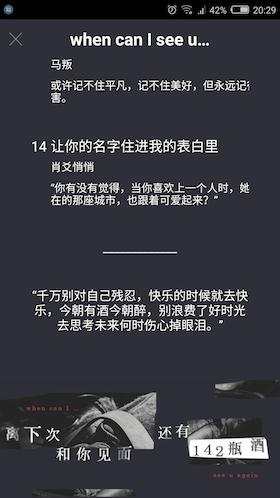 42% 20:29
when can I see u…
马叛
或许记不住平凡，记不住美好，但永远记得
害。
14 让你的名字住进我的表白里
肖爻悄悄
“你有没有觉得，当你喜欢上一个人时，她
在的那座城市，也跟着可爱起来？”
“千万别对自己残忍，快乐的时候就去快
乐，今朝有酒今朝醉，别浪费了好时光
去思考未来何时伤心掉眼泪。”
when can I ...
离下次
和你见面
还有
142瓶酒
see u again